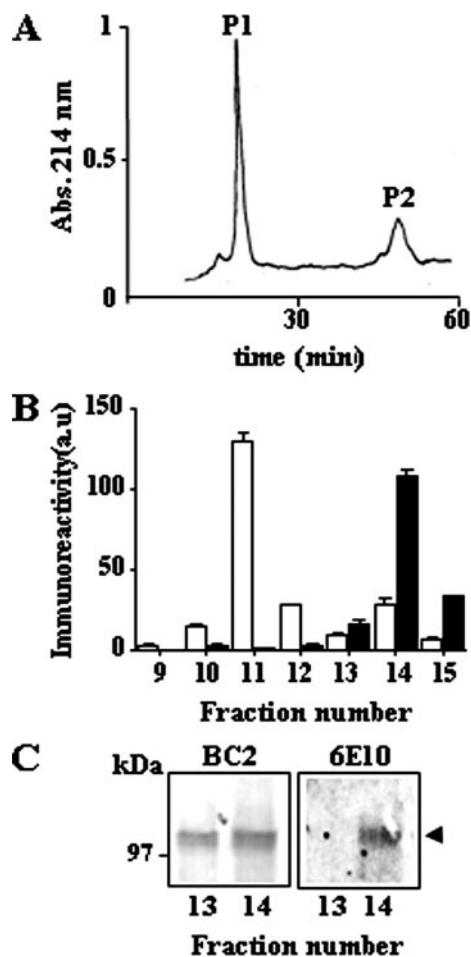 A
P1
P2
1
0.5
0
Abs. 214 nm
30
60
time (min)
B
150
100
50
0
Immunoreactivity(a.u)
9 10 11 12 13 14 15
Fraction number
C
kDa
BC2 6E10
97
13 14 13 14
Fraction number